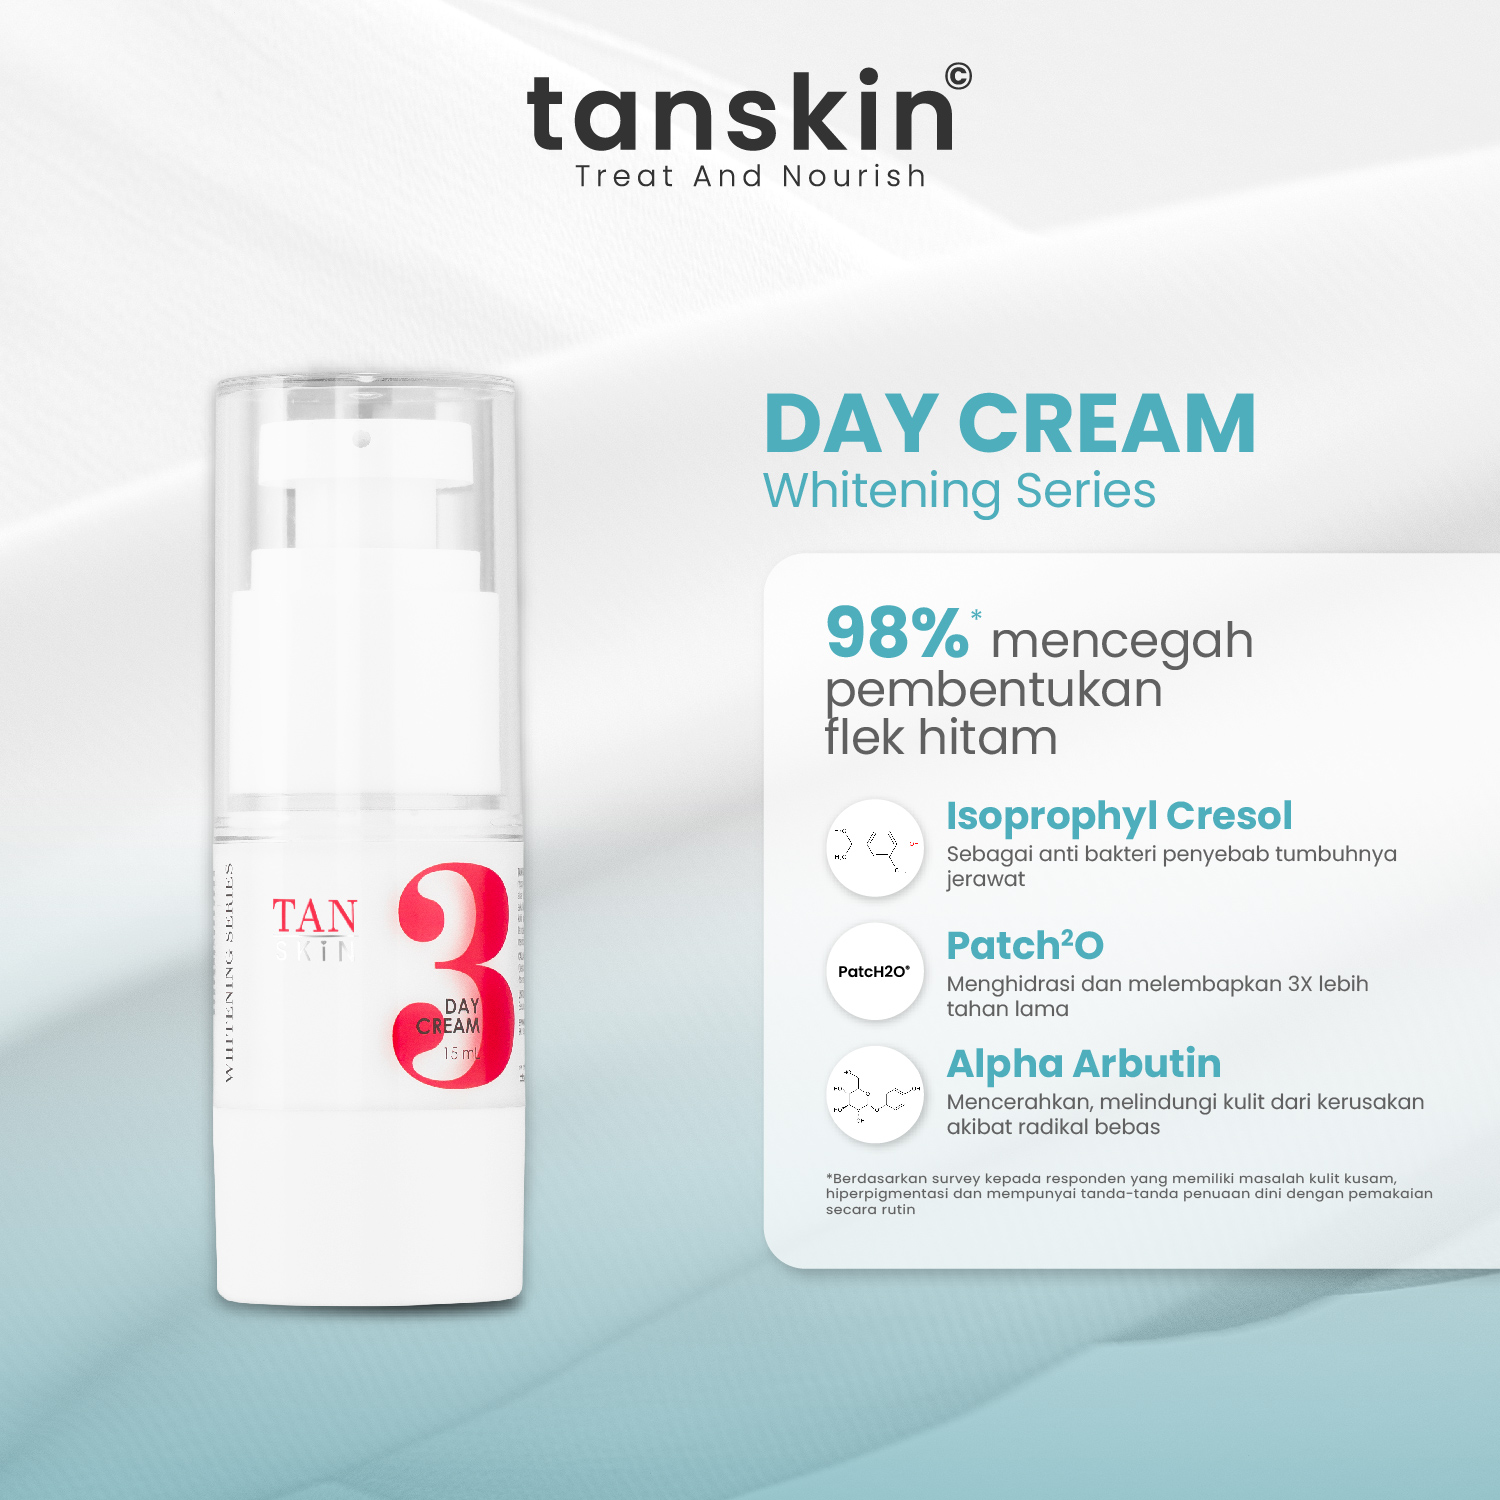 tanskin©
Treat And Nourish
DAY CREAM
Whitening Series
98%* mencegah
pembentukan
flek hitam
Isoprophyl Cresol
Sebagai anti bakteri penyebab tumbuhnya
jerawat
PatcH2O®
Patch²O
Menghidrasi dan melembapkan 3X lebih
tahan lama
Alpha Arbutin
Mencerahkan, melindungi kulit dari kerusakan
akibat radikal bebas
*Berdasarkan survey kepada responden yang memiliki masalah kulit kusam,
hiperpigmentasi dan mempunyai tanda-tanda penuaan dini dengan pemakaian
secara rutin
WHITENING SERIES
TAN
SKiN
3
DAY
CREAM
15 mL